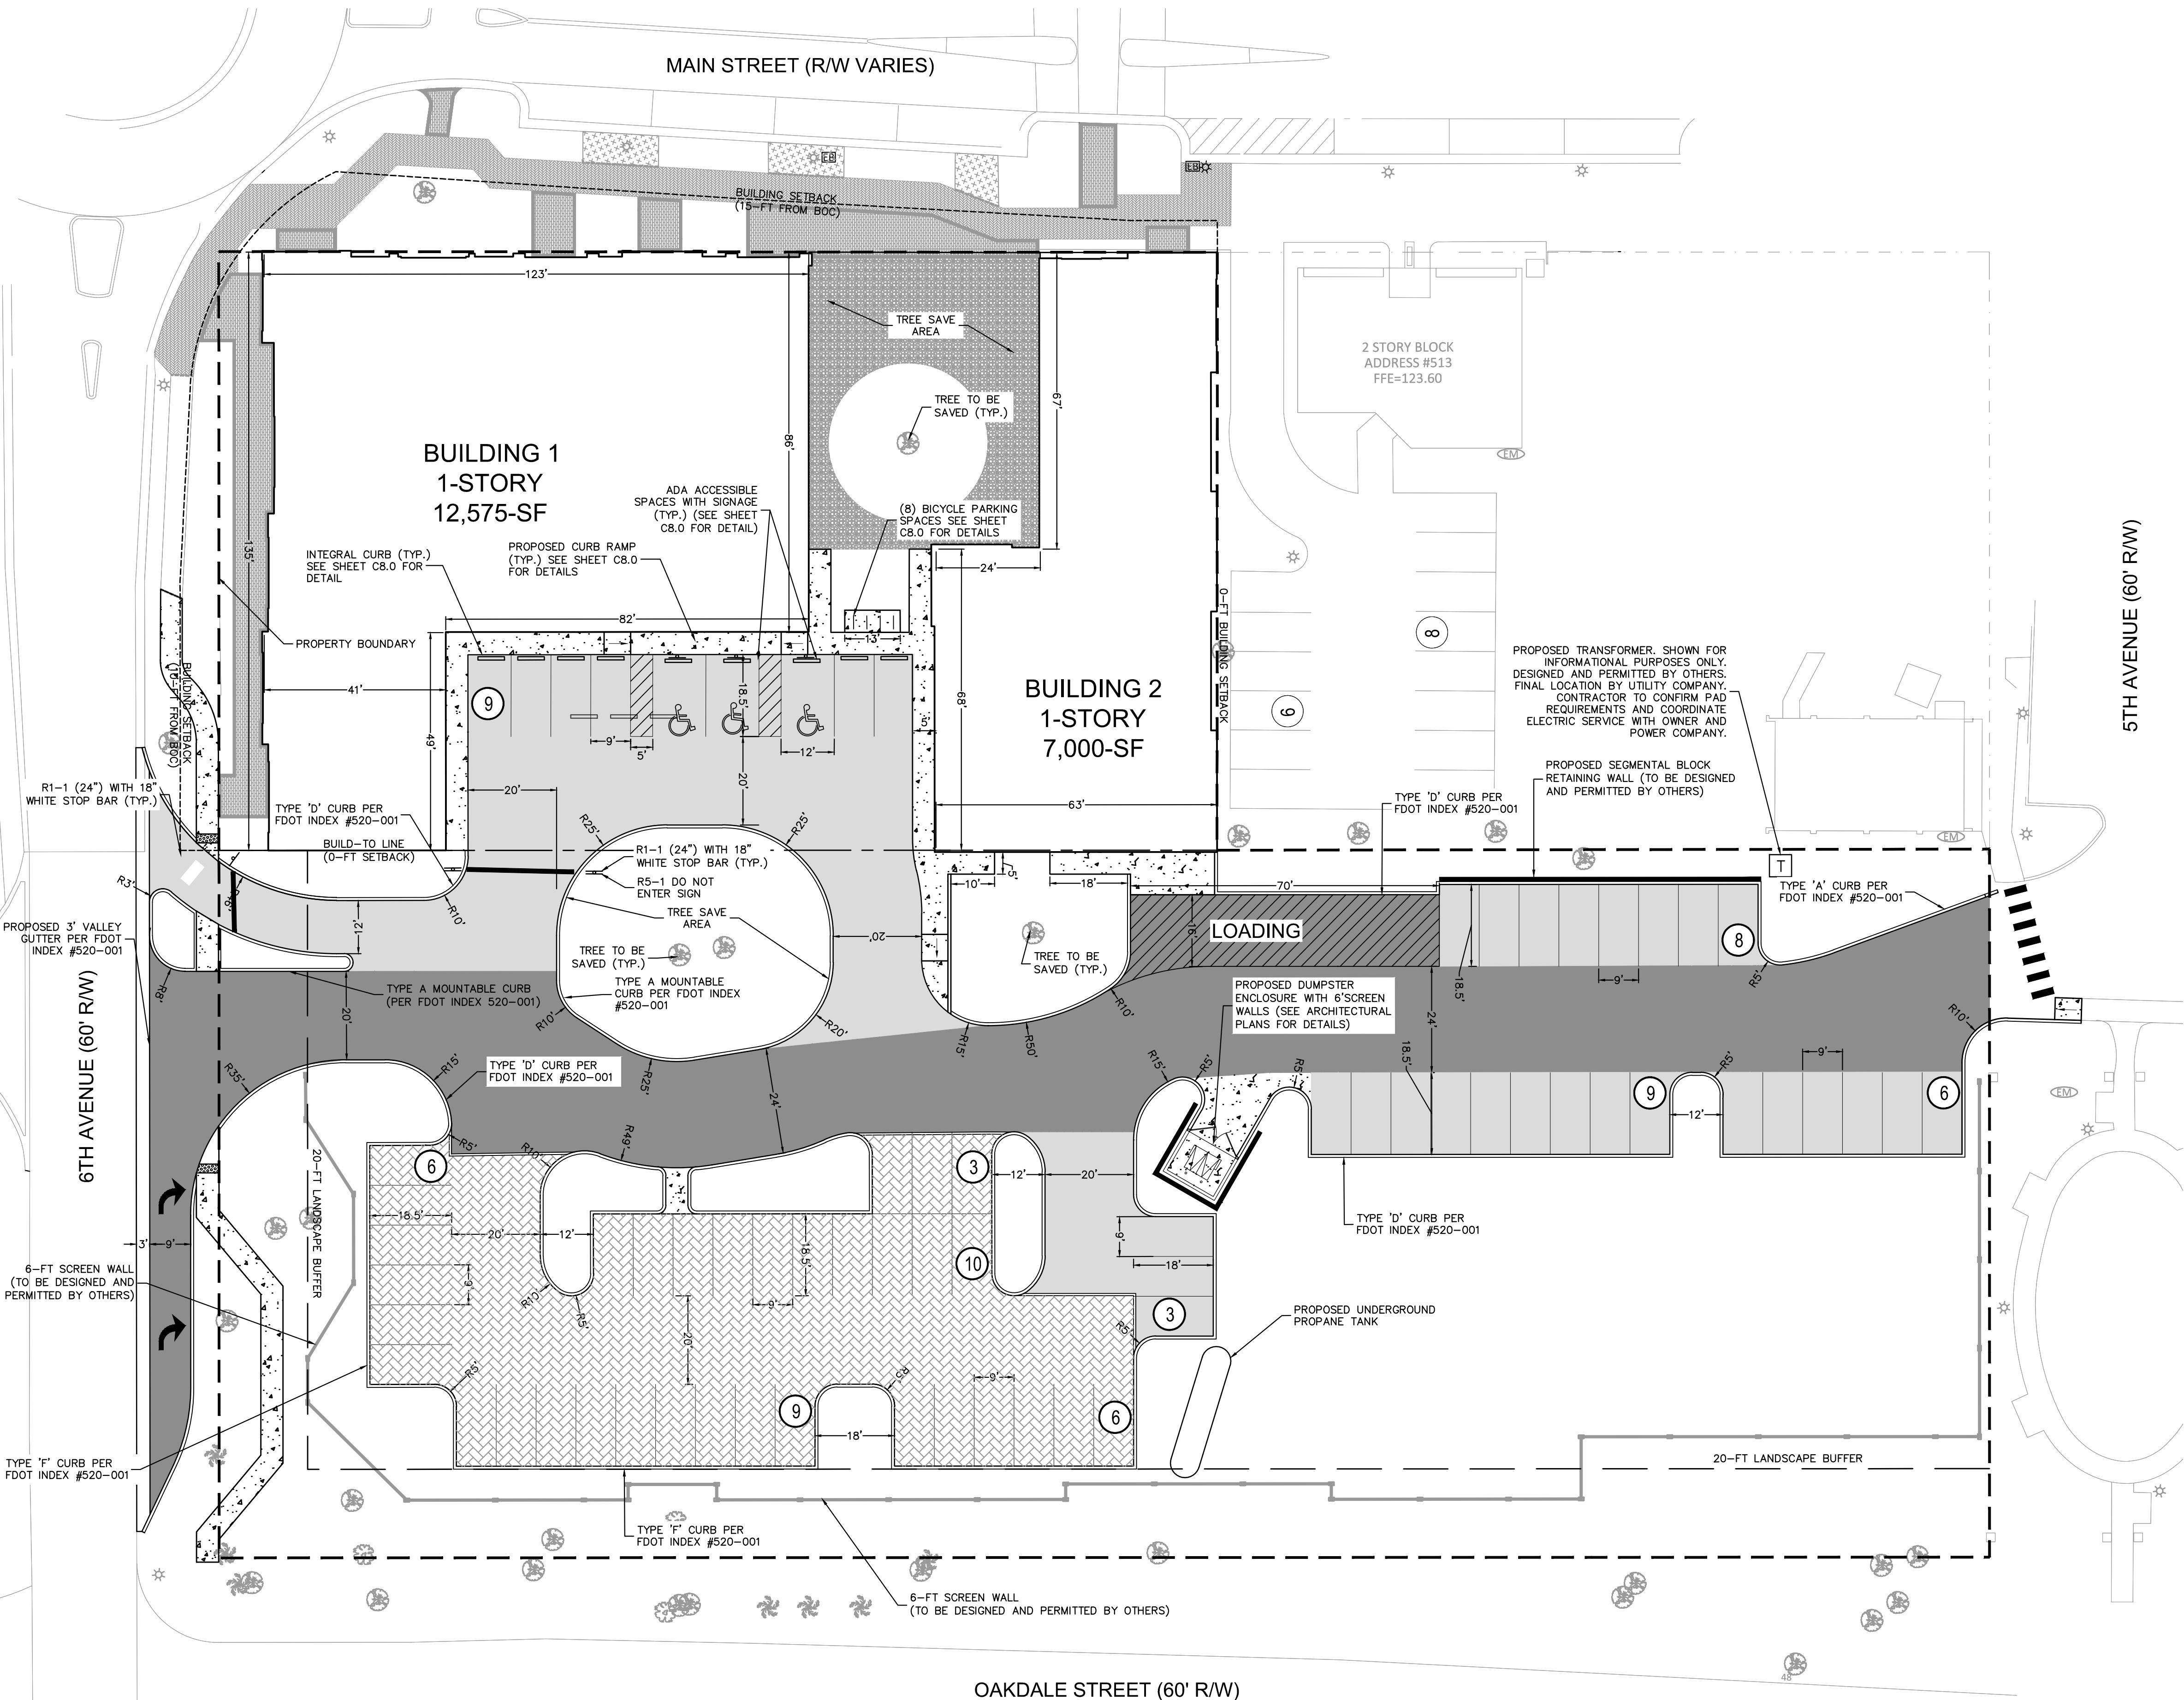 MAIN STREET (R/W VARIES)
EB
EB
BUILDING SETBACK
(15-FT FROM BOC)
123'
TREE SAVE
AREA
2 STORY BLOCK
ADDRESS #513
FFE=123.60
TREE TO BE
SAVED (TYP.)
67'
86'
BUILDING 1
1-STORY
12,575-SF
EM
ADA ACCESSIBLE
SPACES WITH SIGNAGE
(TYP.) (SEE SHEET
C8.0 FOR DETAIL)
(8) BICYCLE PARKING
SPACES SEE SHEET
C8.0 FOR DETAILS
135'
INTEGRAL CURB (TYP.)
SEE SHEET C8.0 FOR
DETAIL
PROPOSED CURB RAMP
(TYP.) SEE SHEET C8.0
FOR DETAILS
24'
5TH AVENUE (60' R/W)
82'
13'
8
PROPERTY BOUNDARY
0-FT BUILDING SETBACK
BUILDING SETBACK
(10-FT FROM BOC)
41'
9
18.5'
68'
5'
BUILDING 2
1-STORY
7,000-SF
6
PROPOSED TRANSFORMER. SHOWN FOR
INFORMATIONAL PURPOSES ONLY.
DESIGNED AND PERMITTED BY OTHERS.
FINAL LOCATION BY UTILITY COMPANY.
CONTRACTOR TO CONFIRM PAD
REQUIREMENTS AND COORDINATE
ELECTRIC SERVICE WITH OWNER AND
POWER COMPANY.
49'
9'
5'
12'
20'
20'
PROPOSED SEGMENTAL BLOCK
RETAINING WALL (TO BE DESIGNED
AND PERMITTED BY OTHERS)
R1-1 (24") WITH 18"
WHITE STOP BAR (TYP.)
TYPE 'D' CURB PER
FDOT INDEX #520-001
63'
TYPE 'D' CURB PER
FDOT INDEX #520-001
R25'
R25'
EM
BUILD-TO LINE
(0-FT SETBACK)
R1-1 (24") WITH 18"
WHITE STOP BAR (TYP.)
R5-1 DO NOT
ENTER SIGN
5'
T
R3'
16'
R10'
10'
18'
70'
TYPE 'A' CURB PER
FDOT INDEX #520-001
TREE SAVE
AREA
PROPOSED 3' VALLEY
GUTTER PER FDOT
INDEX #520-001
12'
20'
16'
LOADING
8
TREE TO BE
SAVED (TYP.)
TREE TO BE
SAVED (TYP.)
6TH AVENUE (60' R/W)
R8'
TYPE A MOUNTABLE CURB
(PER FDOT INDEX 520-001)
TYPE A MOUNTABLE
CURB PER FDOT INDEX
#520-001
PROPOSED DUMPSTER
ENCLOSURE WITH 6'SCREEN
WALLS (SEE ARCHITECTURAL
PLANS FOR DETAILS)
18.5'
9'
R5'
20'
R10'
R20'
R10'
R15'
R50'
24'
R10'
R35'
R15'
TYPE 'D' CURB PER
FDOT INDEX #520-001
R25'
24'
R15'
R5'
R5'
18.5'
9'
R5'
9
12'
6
EM
R5'
R10'
R49'
6
3
12'
20'
20-FT LANDSCAPE BUFFER
18.5'
20'
12'
18.5'
9'
TYPE 'D' CURB PER
FDOT INDEX #520-001
3'
9'
6-FT SCREEN WALL
(TO BE DESIGNED AND
PERMITTED BY OTHERS)
9'
R10'
R5'
9'
10
18'
3
PROPOSED UNDERGROUND
PROPANE TANK
20'
R5'
R5'
R5'
9'
9
6
18'
TYPE 'F' CURB PER
FDOT INDEX #520-001
20-FT LANDSCAPE BUFFER
TYPE 'F' CURB PER
FDOT INDEX #520-001
6-FT SCREEN WALL
(TO BE DESIGNED AND PERMITTED BY OTHERS)
48"
OAKDALE STREET (60' R/W)